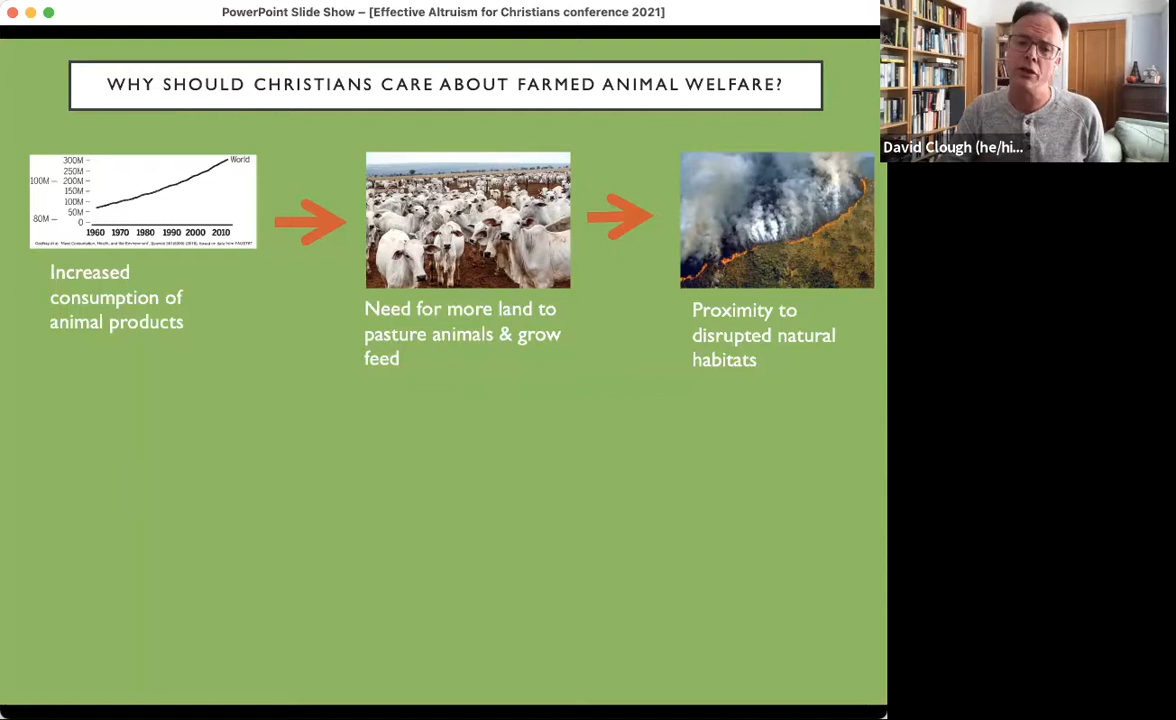 PowerPoint Slide Show – [Effective Altruism for Christians conference 2021]
WHY SHOULD CHRISTIANS CARE ABOUT FARMED ANIMAL WELFARE?
David Clough (he/hi...
300M
World
250M
100M
200M
150M
100M
50M
80M
0
1960 1970 1980 1990 2000 2010
Increased
consumption of
animal products
Need for more land to
pasture animals & grow
feed
Proximity to
disrupted natural
habitats